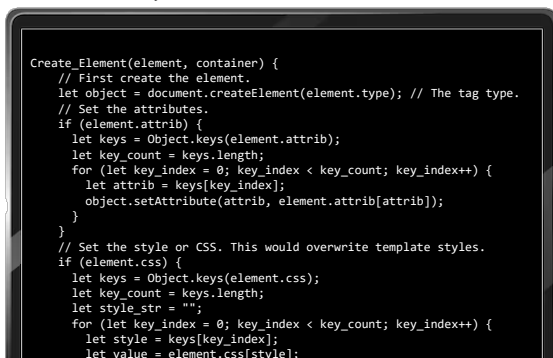 Create_Element(element, container) {
// First create the element.
let object = document.createElement(element.type); // The tag type.
// Set the attributes.
if (element.attrib) {
let keys = Object.keys(element.attrib);
let key_count = keys.length;
for (let key_index = 0; key_index < key_count; key_index++) {
let attrib = keys[key_index];
object.setAttribute(attrib, element.attrib[attrib]);
}
}
// Set the style or CSS. This would overwrite template styles.
if (element.css) {
let keys = Object.keys(element.css);
let key_count = keys.length;
let style_str = "";
for (let key_index = 0; key_index < key_count; key_index++) {
let style = keys[key_index];
let value = element.css[style];